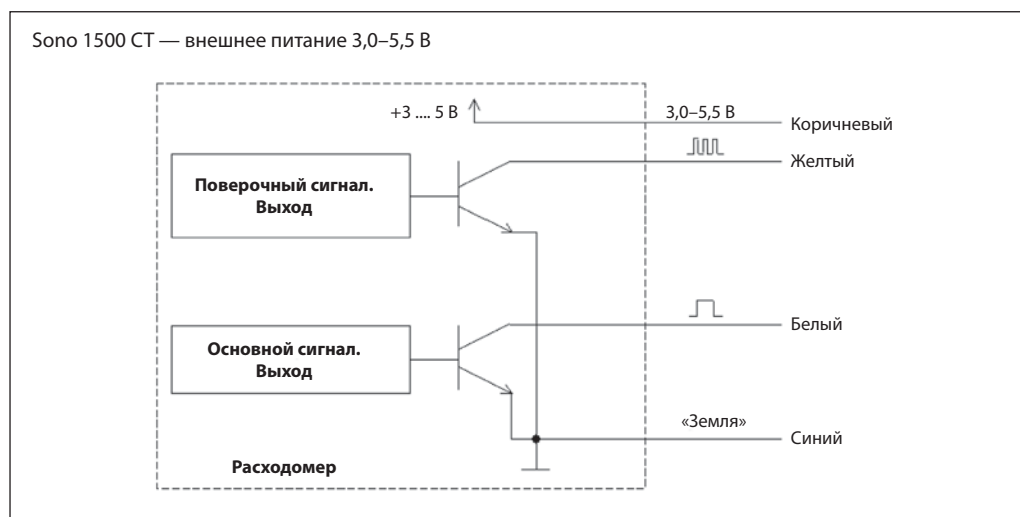 Sono 1500 CT — внешнее питание 3,0–5,5 В
+3 .... 5 В
3,0–5,5 В
Коричневый
Желтый
Поверочный сигнал.
Выход
Белый
Основной сигнал.
Выход
«Земля»
Синий
Расходомер